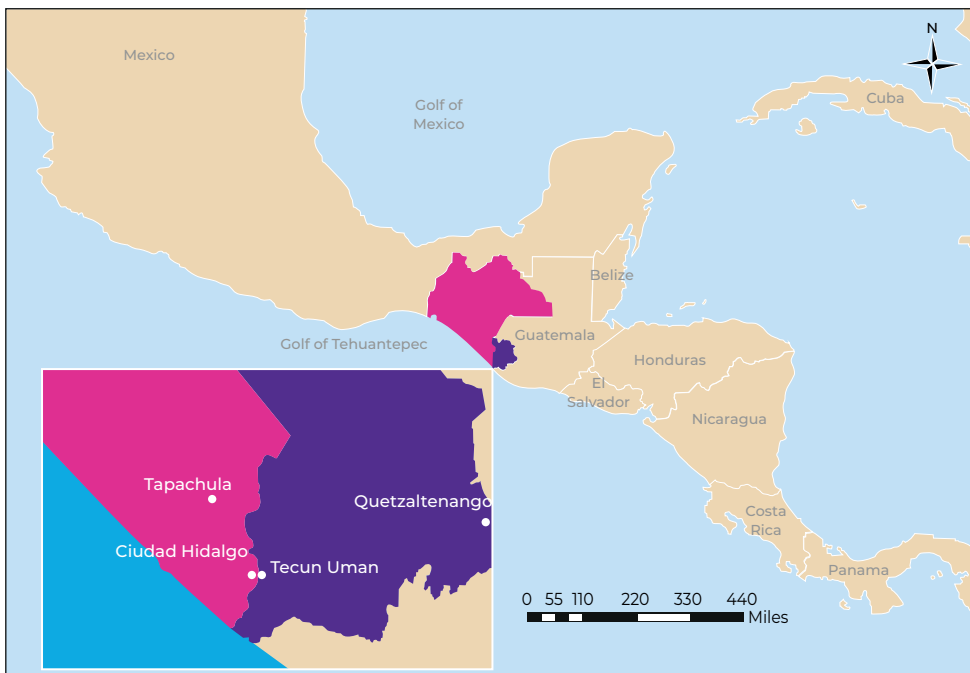 N
Mexico
Cuba
Golf of
Mexico
Belize
Guatemala
Golf of Tehuantepec
Honduras
El
Salvador
Nicaragua
Costa
Rica
Panama
Tapachula
Quetzaltenango
Ciudad Hidalgo
Tecun Uman
0 55 110 220 330 440
Miles